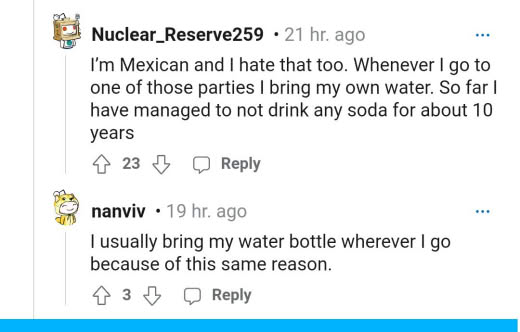 Nuclear_Reserve259 • 21 hr. ago
I'm Mexican and I hate that too. Whenever I go to
one of those parties I bring my own water. So far I
have managed to not drink any soda for about 10
years
23 Reply
nanviv • 19 hr. ago
I usually bring my water bottle wherever I go
because of this same reason.
3 Reply